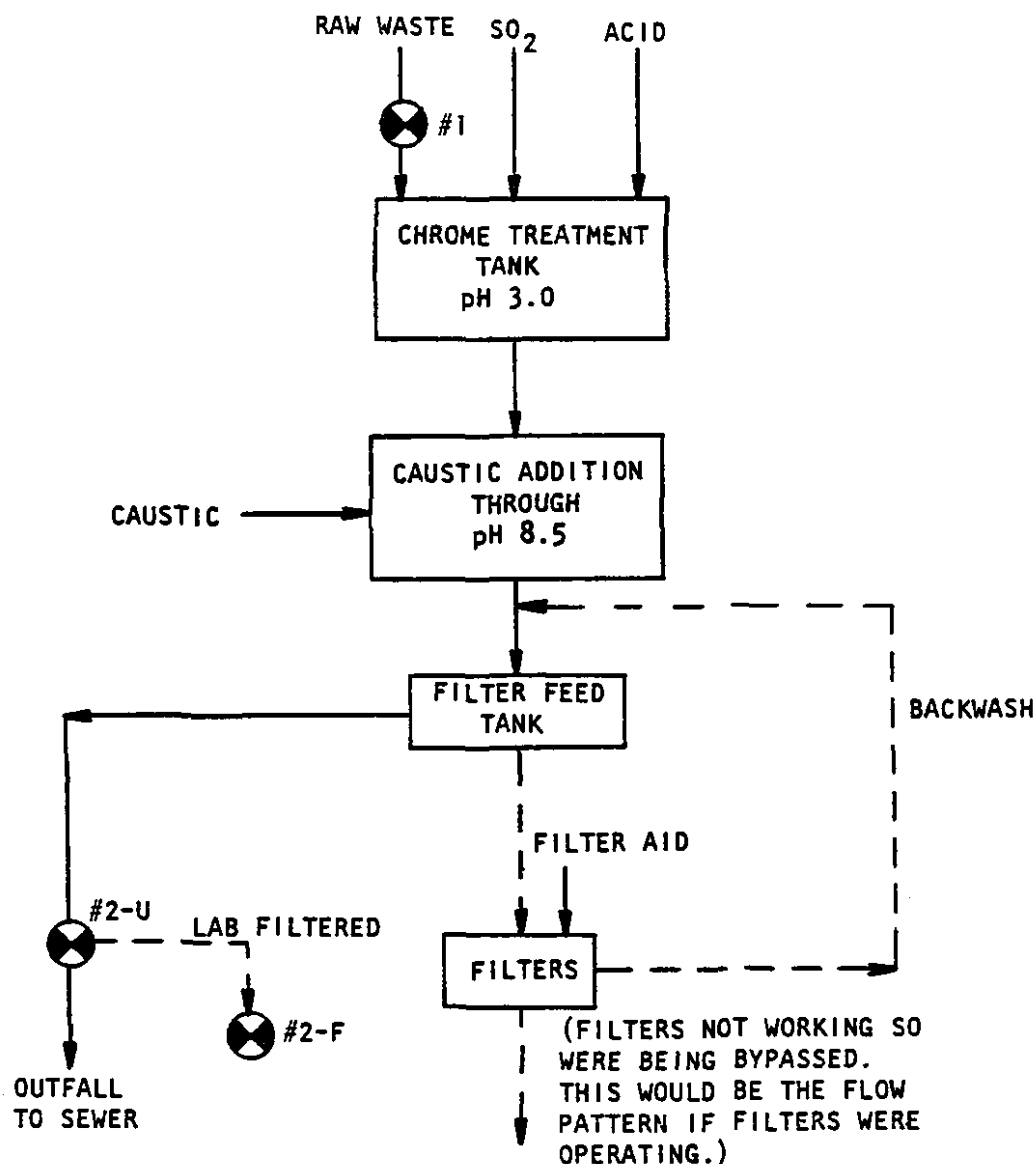 RAW WASTE
SO2
ACID
#1
CHROME TREATMENT
TANK
pH 3.0
CAUSTIC ADDITION
THROUGH
pH 8.5
CAUSTIC
FILTER FEED
TANK
BACKWASH
FILTER AID
#2-U
LAB FILTERED
FILTERS
#2-F
(FILTERS NOT WORKING SO
WERE BEING BYPASSED.
THIS WOULD BE THE FLOW
PATTERN IF FILTERS WERE
OPERATING.)
OUTFALL
TO SEWER